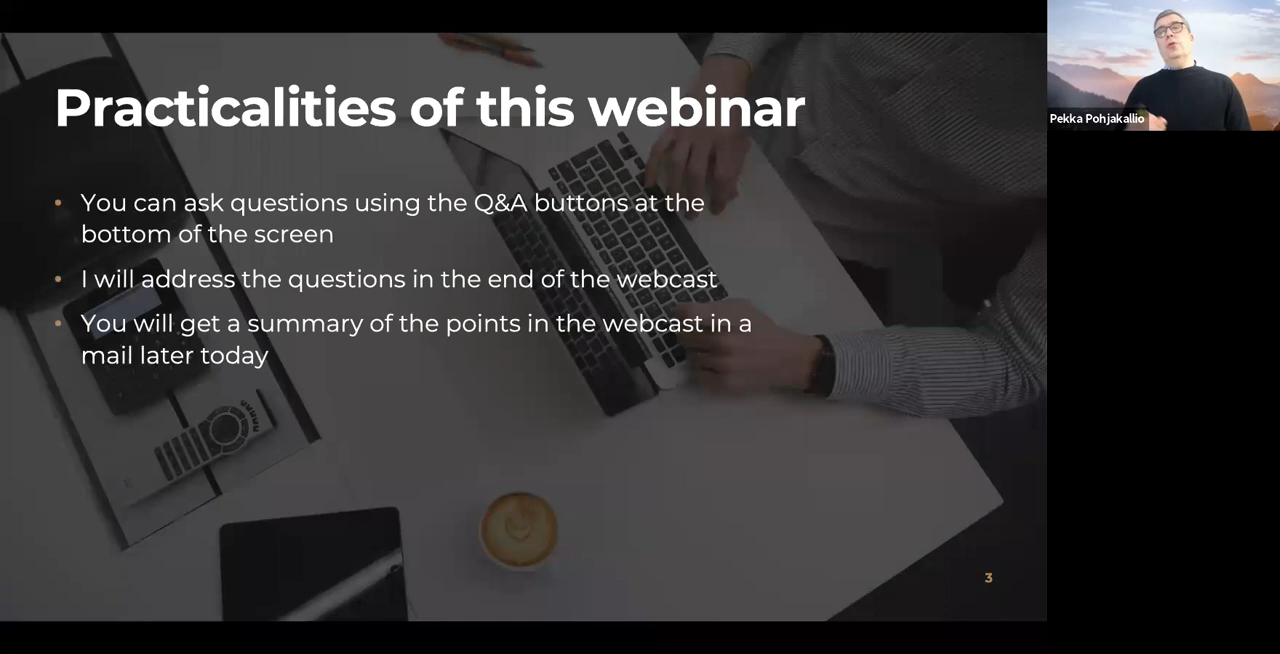 Practicalities of this webinar
• You can ask questions using the Q&A buttons at the
bottom of the screen
• I will address the questions in the end of the webcast
• You will get a summary of the points in the webcast in a
mail later today
3
Pekka Pohjakallio